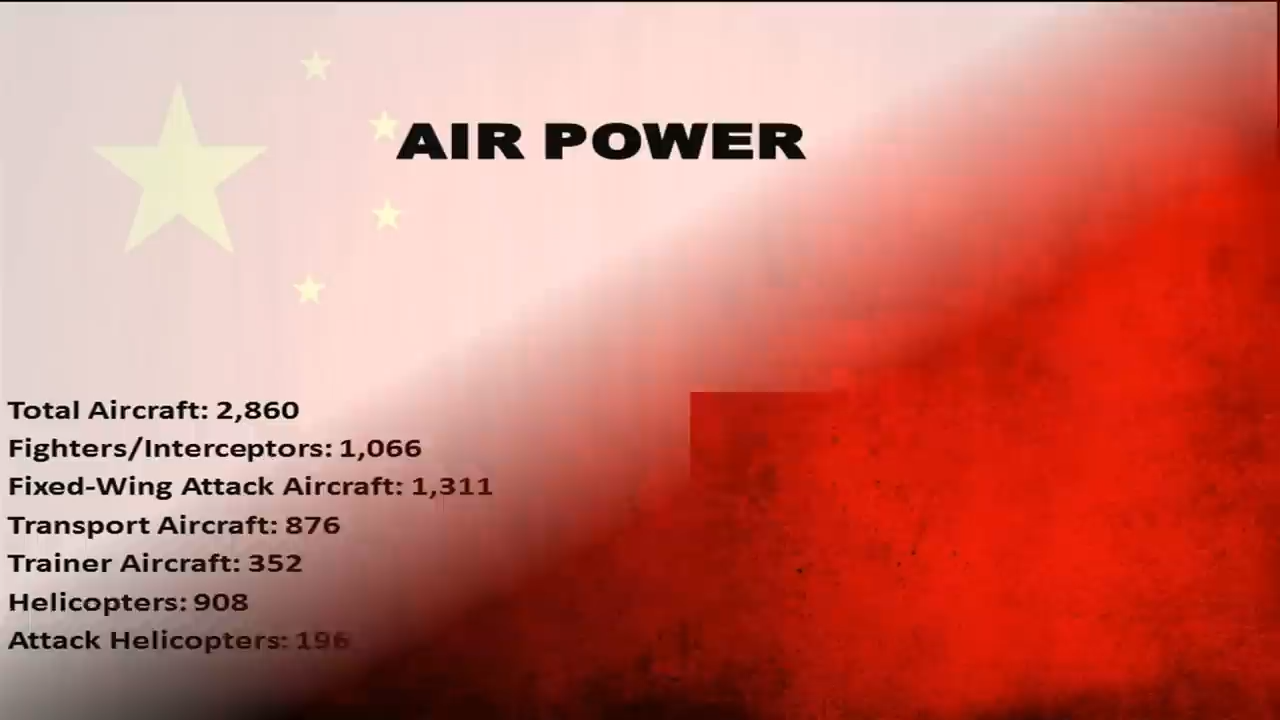 AIR POWER
Total Aircraft: 2,860
Fighters/Interceptors: 1,066
Fixed-Wing Attack Aircraft: 1,311
Transport Aircraft: 876
Trainer Aircraft: 352
Helicopters: 908
Attack Helicopters: 196